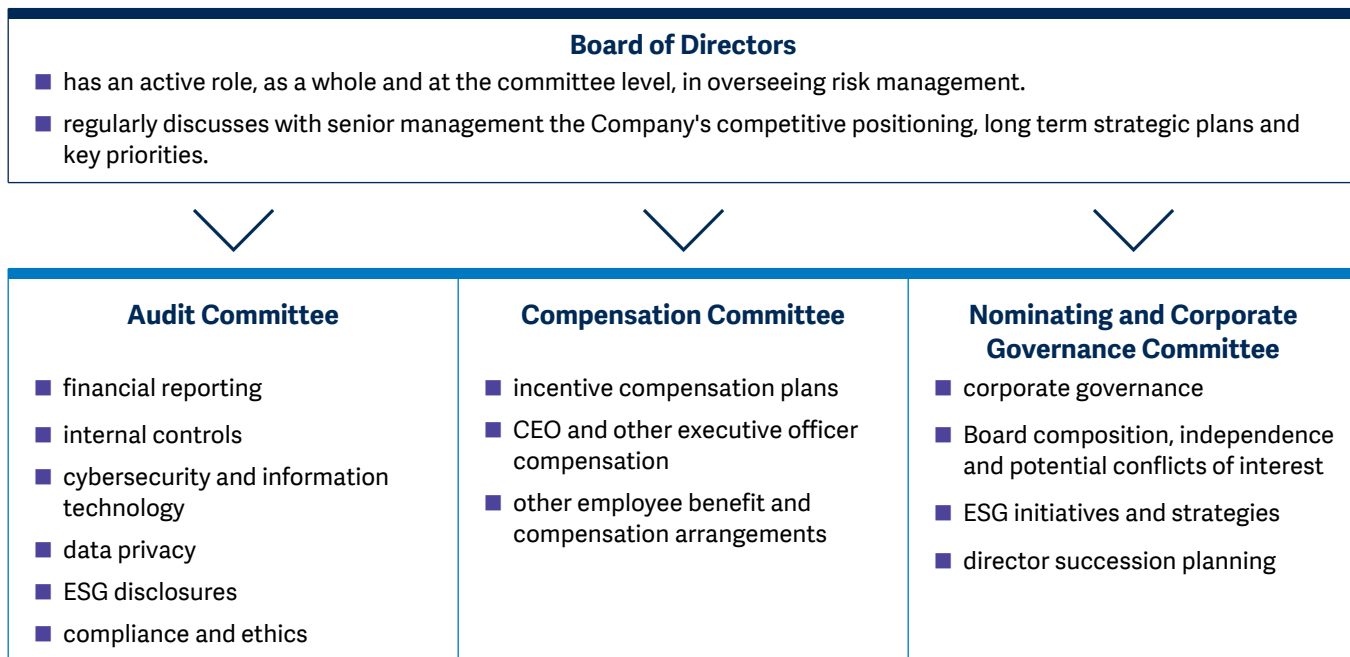 Board of Directors
has an active role, as a whole and at the committee level, in overseeing risk management.
regularly discusses with senior management the Company's competitive positioning, long term strategic plans and
key priorities.
Audit Committee
financial reporting
internal controls
cybersecurity and information
technology
data privacy
ESG disclosures
compliance and ethics
Compensation Committee
incentive compensation plans
CEO and other executive officer
compensation
other employee benefit and
compensation arrangements
Nominating and Corporate
Governance Committee
corporate governance
Board composition, independence
and potential conflicts of interest
ESG initiatives and strategies
director succession planning